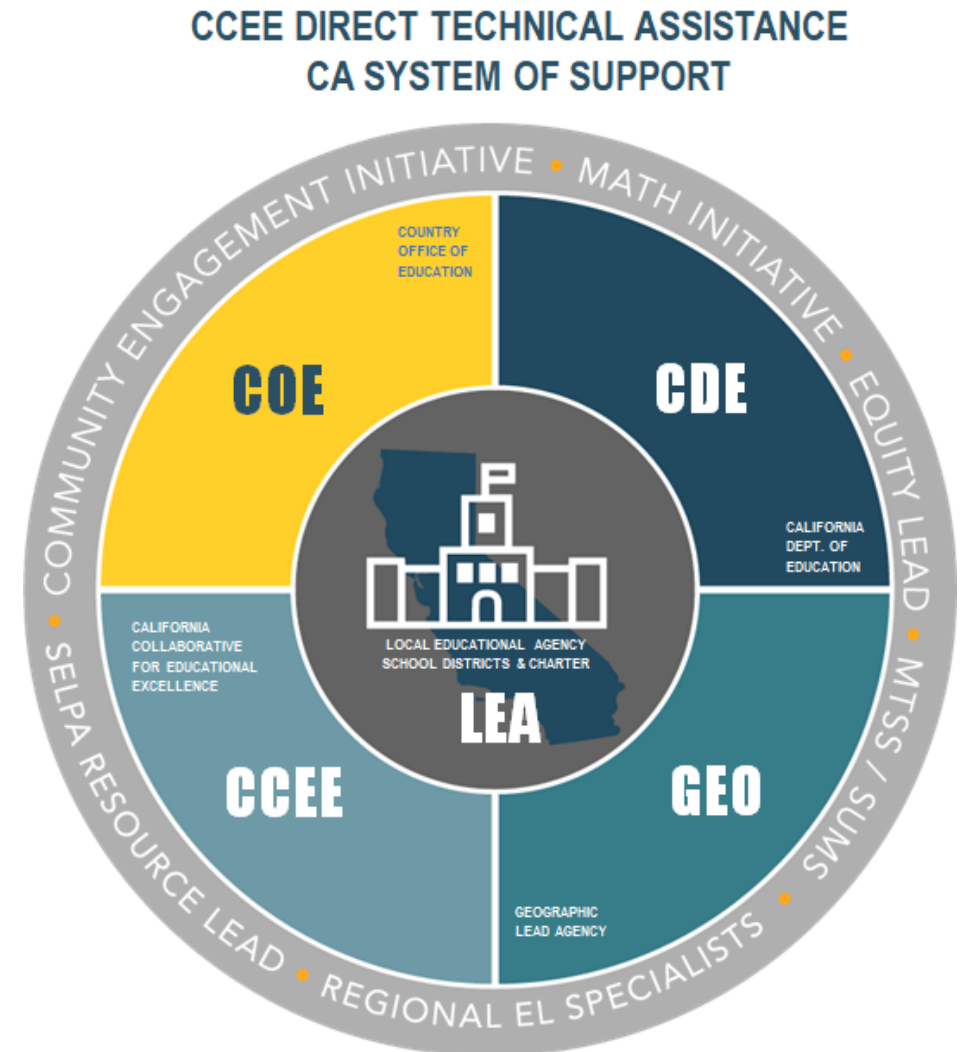 CCEE DIRECT TECHNICAL ASSISTANCE
CA SYSTEM OF SUPPORT
COMMUNITY ENGAGEMENT INITIATIVE • MATH INITIATIVE • EQUITY LEAD • MTSS / SUMS • REGIONAL EL SPECIALISTS • SELPA RESOURCE LEAD •
COUNTRY
OFFICE OF
EDUCATION
COE
CDE
CALIFORNIA
DEPT. OF
EDUCATION
LOCAL EDUCATIONAL AGENCY
SCHOOL DISTRICTS & CHARTER
LEA
CALIFORNIA
COLLABORATIVE
FOR EDUCATIONAL
EXCELLENCE
CCEE
GEO
GEOGRAPHIC
LEAD AGENCY